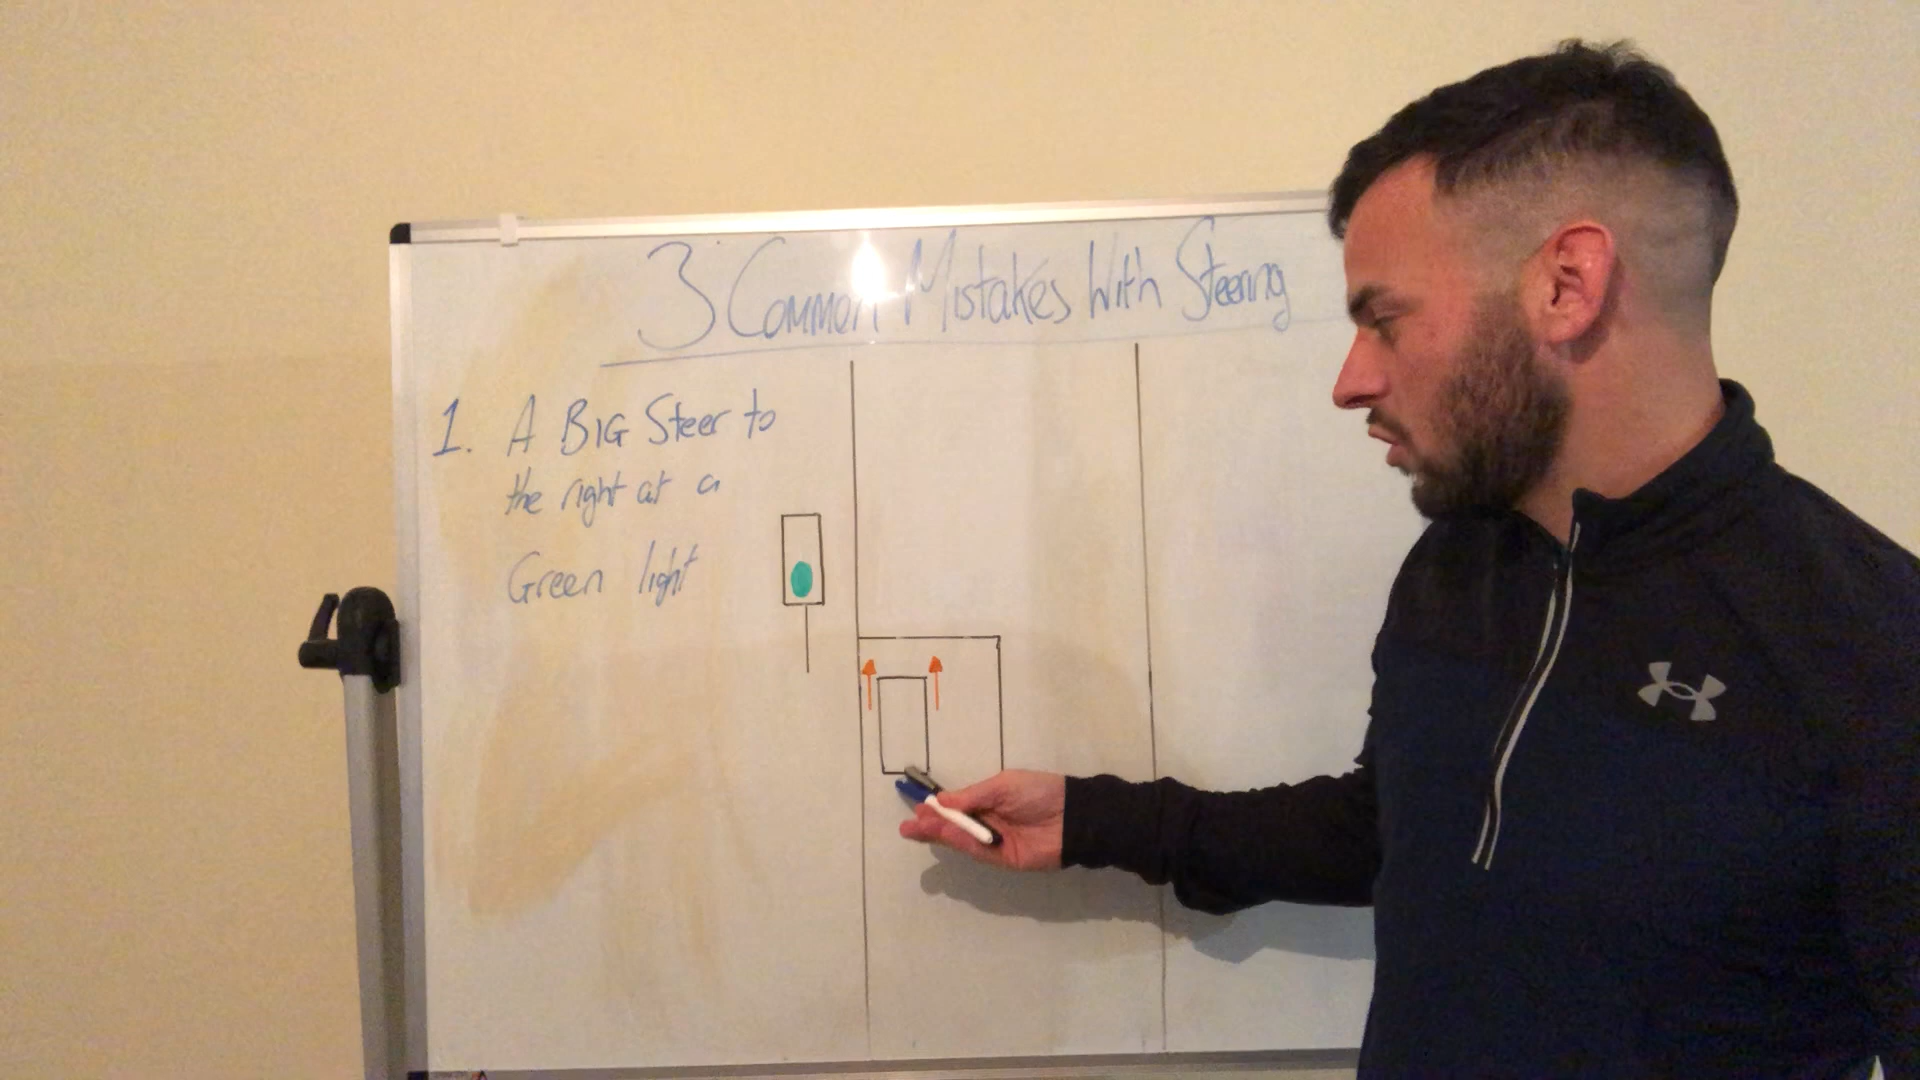 3 Common Mistakes With Steering
1. A BIG Steer to
the right at a
Green light